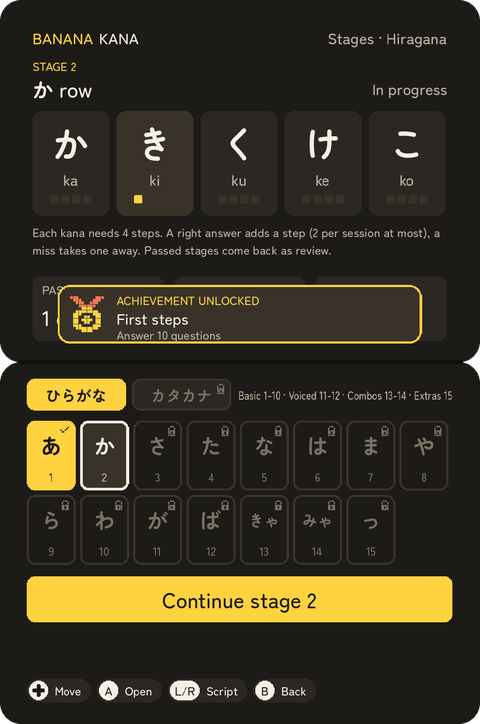 BANANA KANA
Stages · Hiragana
STAGE 2
か row
In progress
か き く け こ
ka ki ku ke ko
Each kana needs 4 steps. A right answer adds a step (2 per session at most), a
miss takes one away. Passed stages come back as review.
1
ACHIEVEMENT UNLOCKED
First steps
Answer 10 questions
ひらがな
カタカナ
Basic 1-10 · Voiced 11-12 · Combos 13-14 · Extras 15
あ か さ た な は ま や
1 2 3 4 5 6 7 8
ら わ が ば きゃ みゃ っ
9 10 11 12 13 14 15
Continue stage 2
Move
A Open
L/R Script
B Back